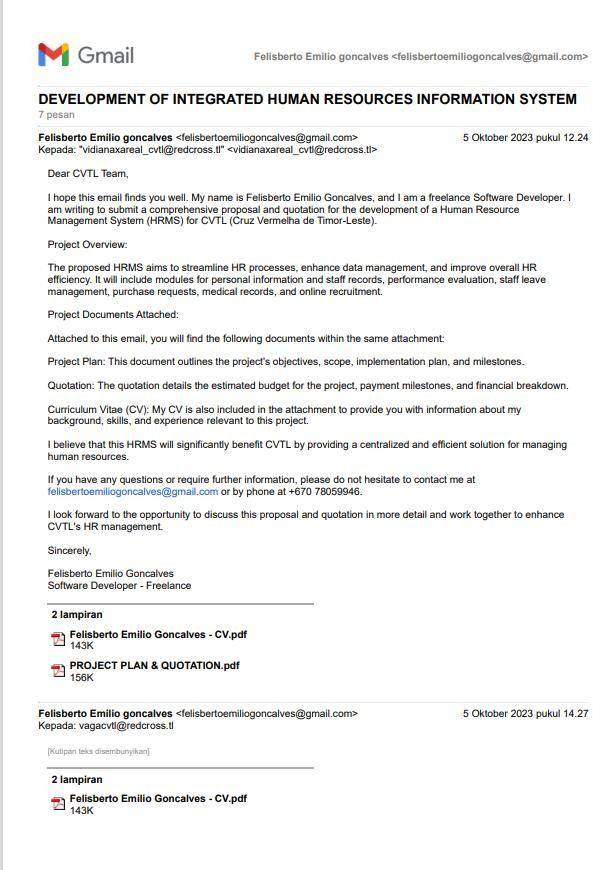 Gmail
Felisberto Emilio goncalves <felisbertoemiliogoncalves@gmail.com>
DEVELOPMENT OF INTEGRATED HUMAN RESOURCES INFORMATION SYSTEM
7 pesan
Felisberto Emilio goncalves <felisbertoemiliogoncalves@gmail.com> 5 Oktober 2023 pukul 12.24
Kepada: "vidianaxareal_cvtl@redcross.tl" <vidianaxareal_cvtl@redcross.tl>
Dear CVTL Team,
I hope this email finds you well. My name is Felisberto Emilio Goncalves, and I am a freelance Software Developer. I
am writing to submit a comprehensive proposal and quotation for the development of a Human Resource
Management System (HRMS) for CVTL (Cruz Vermelha de Timor-Leste).
Project Overview:
The proposed HRMS aims to streamline HR processes, enhance data management, and improve overall HR
efficiency. It will include modules for personal information and staff records, performance evaluation, staff leave
management, purchase requests, medical records, and online recruitment.
Project Documents Attached:
Attached to this email, you will find the following documents within the same attachment:
Project Plan: This document outlines the project's objectives, scope, implementation plan, and milestones.
Quotation: The quotation details the estimated budget for the project, payment milestones, and financial breakdown.
Curriculum Vitae (CV): My CV is also included in the attachment to provide you with information about my
background, skills, and experience relevant to this project.
I believe that this HRMS will significantly benefit CVTL by providing a centralized and efficient solution for managing
human resources.
If you have any questions or require further information, please do not hesitate to contact me at
felisbertoemiliogoncalves@gmail.com or by phone at +670 78059946.
I look forward to the opportunity to discuss this proposal and quotation in more detail and work together to enhance
CVTL's HR management.
Sincerely,
Felisberto Emilio Goncalves
Software Developer - Freelance
2 lampiran
Felisberto Emilio Goncalves - CV.pdf
143K
PROJECT PLAN & QUOTATION.pdf
156K
Felisberto Emilio goncalves <felisbertoemiliogoncalves@gmail.com> 5 Oktober 2023 pukul 14.27
Kepada: vagacvtl@redcross.tl
[Kutipan teks disembunyikan]
2 lampiran
Felisberto Emilio Goncalves - CV.pdf
143K